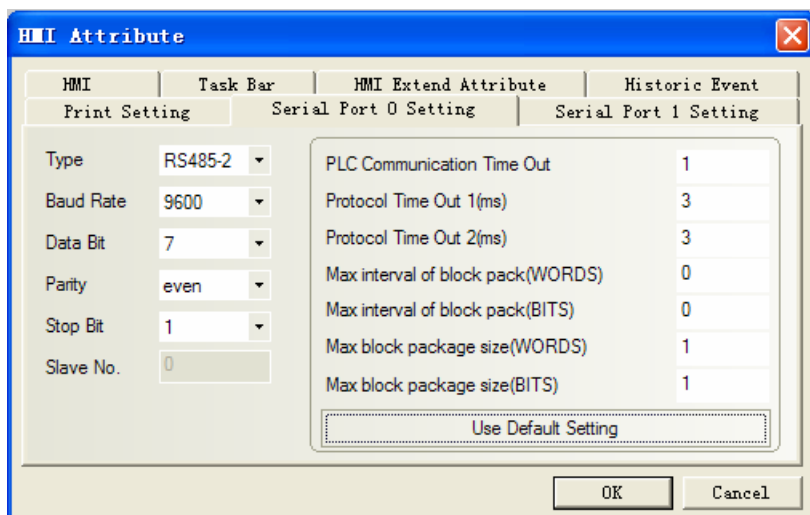 HMI Attribute
HMI Task Bar HMI Extend Attribute Historic Event
Print Setting Serial Port 0 Setting Serial Port 1 Setting
Type RS485-2
Baud Rate 9600
Data Bit 7
Parity even
Stop Bit 1
Slave No. 0
PLC Communication Time Out 1
Protocol Time Out 1(ms) 3
Protocol Time Out 2(ms) 3
Max interval of block pack(WORDS) 0
Max interval of block pack(BITS) 0
Max block package size(WORDS) 1
Max block package size(BITS) 1
Use Default Setting
OK Cancel